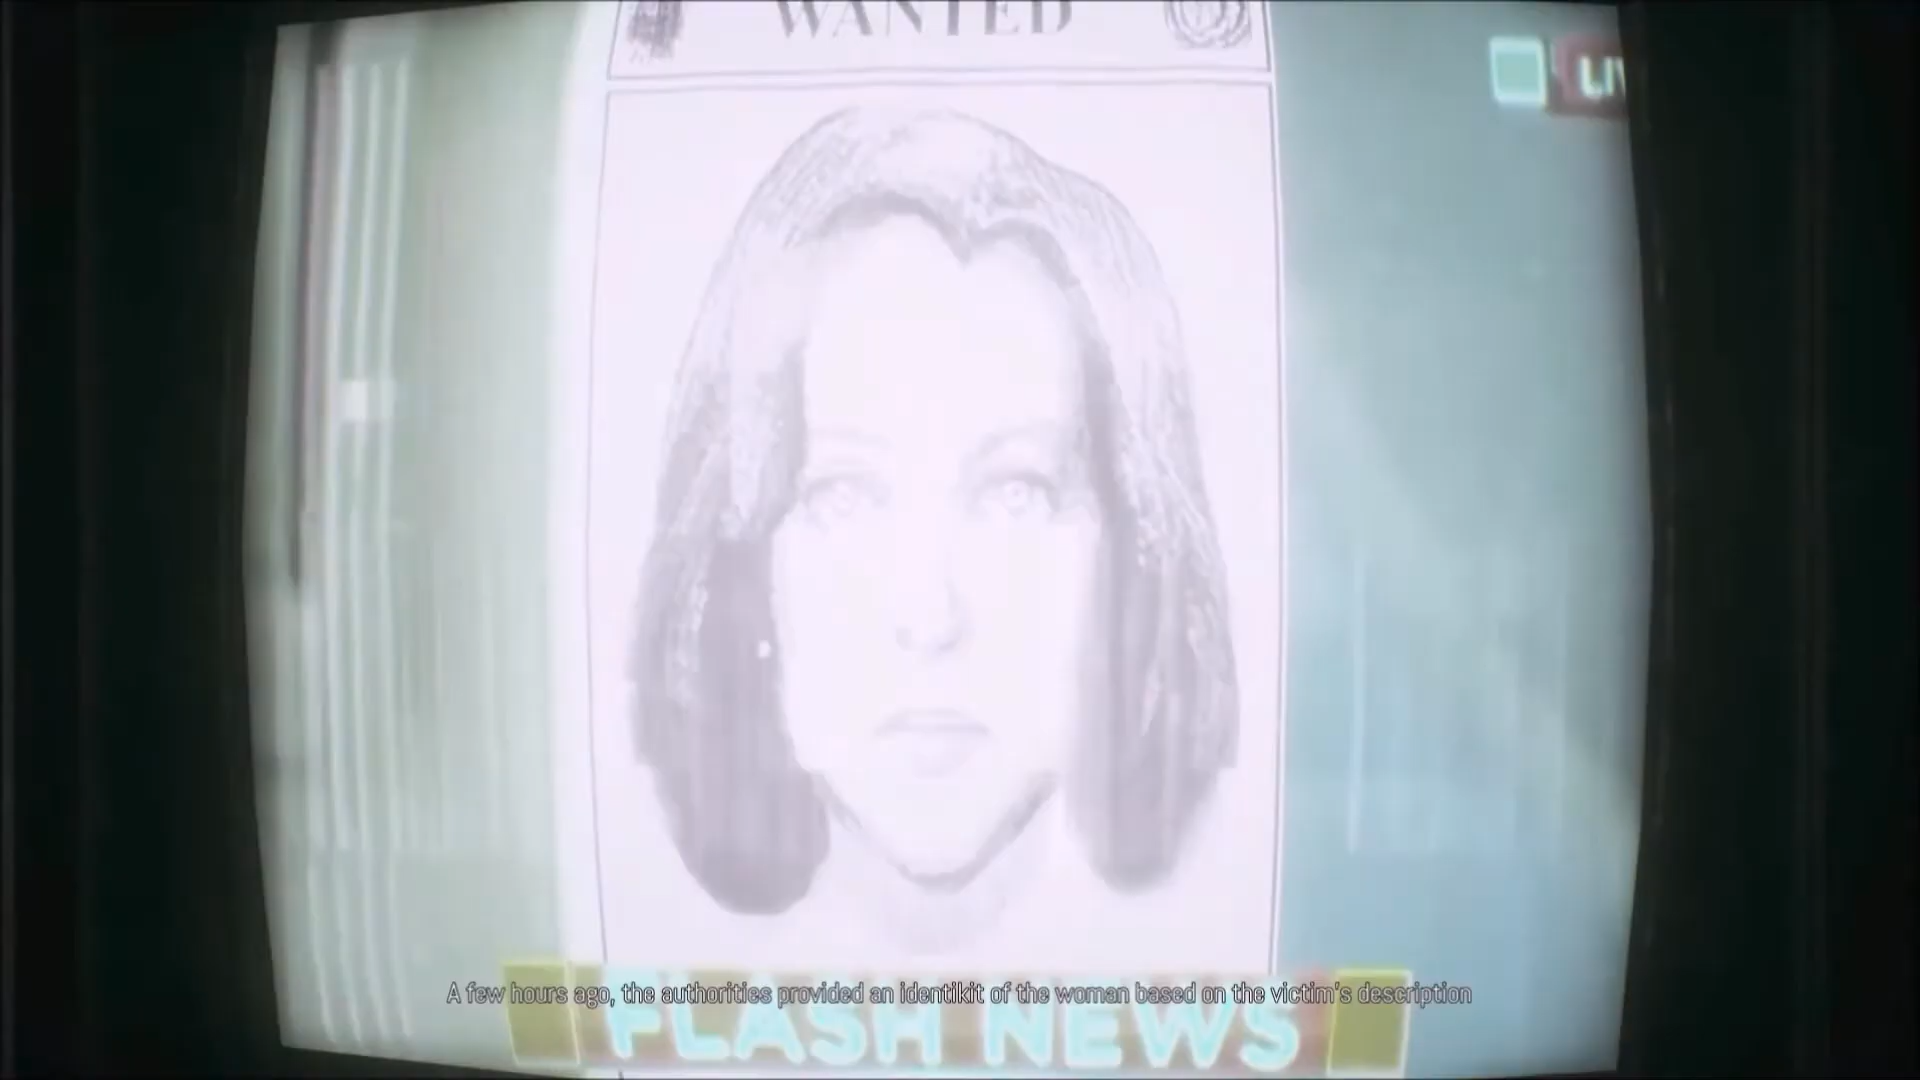 WANTED
LIV
A few hours ago, the authorities provided an identikit of the woman based on the victim's description
FLASH NEWS